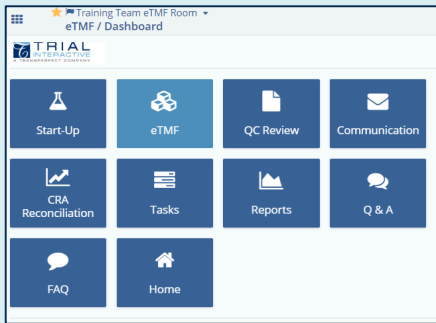 Training Team eTMF Room
eTMF / Dashboard
TRIAL
INTERACTIVE
A TRANSPERFECT COMPANY
Start-Up
eTMF
QC Review
Communication
CRA
Reconciliation
Tasks
Reports
Q & A
FAQ
Home